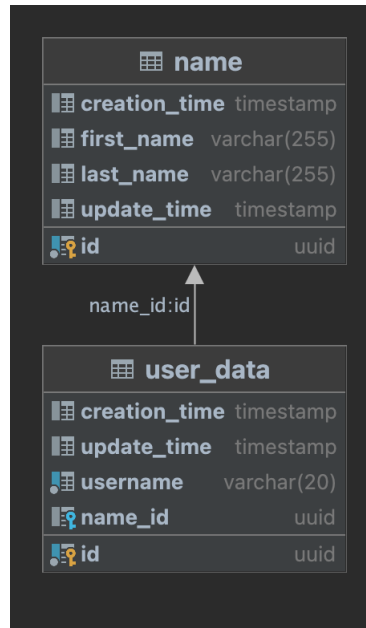 name
creation_time timestamp
first_name varchar(255)
last_name varchar(255)
update_time timestamp
id uuid
name_id:id
user_data
creation_time timestamp
update_time timestamp
username varchar(20)
name_id uuid
id uuid